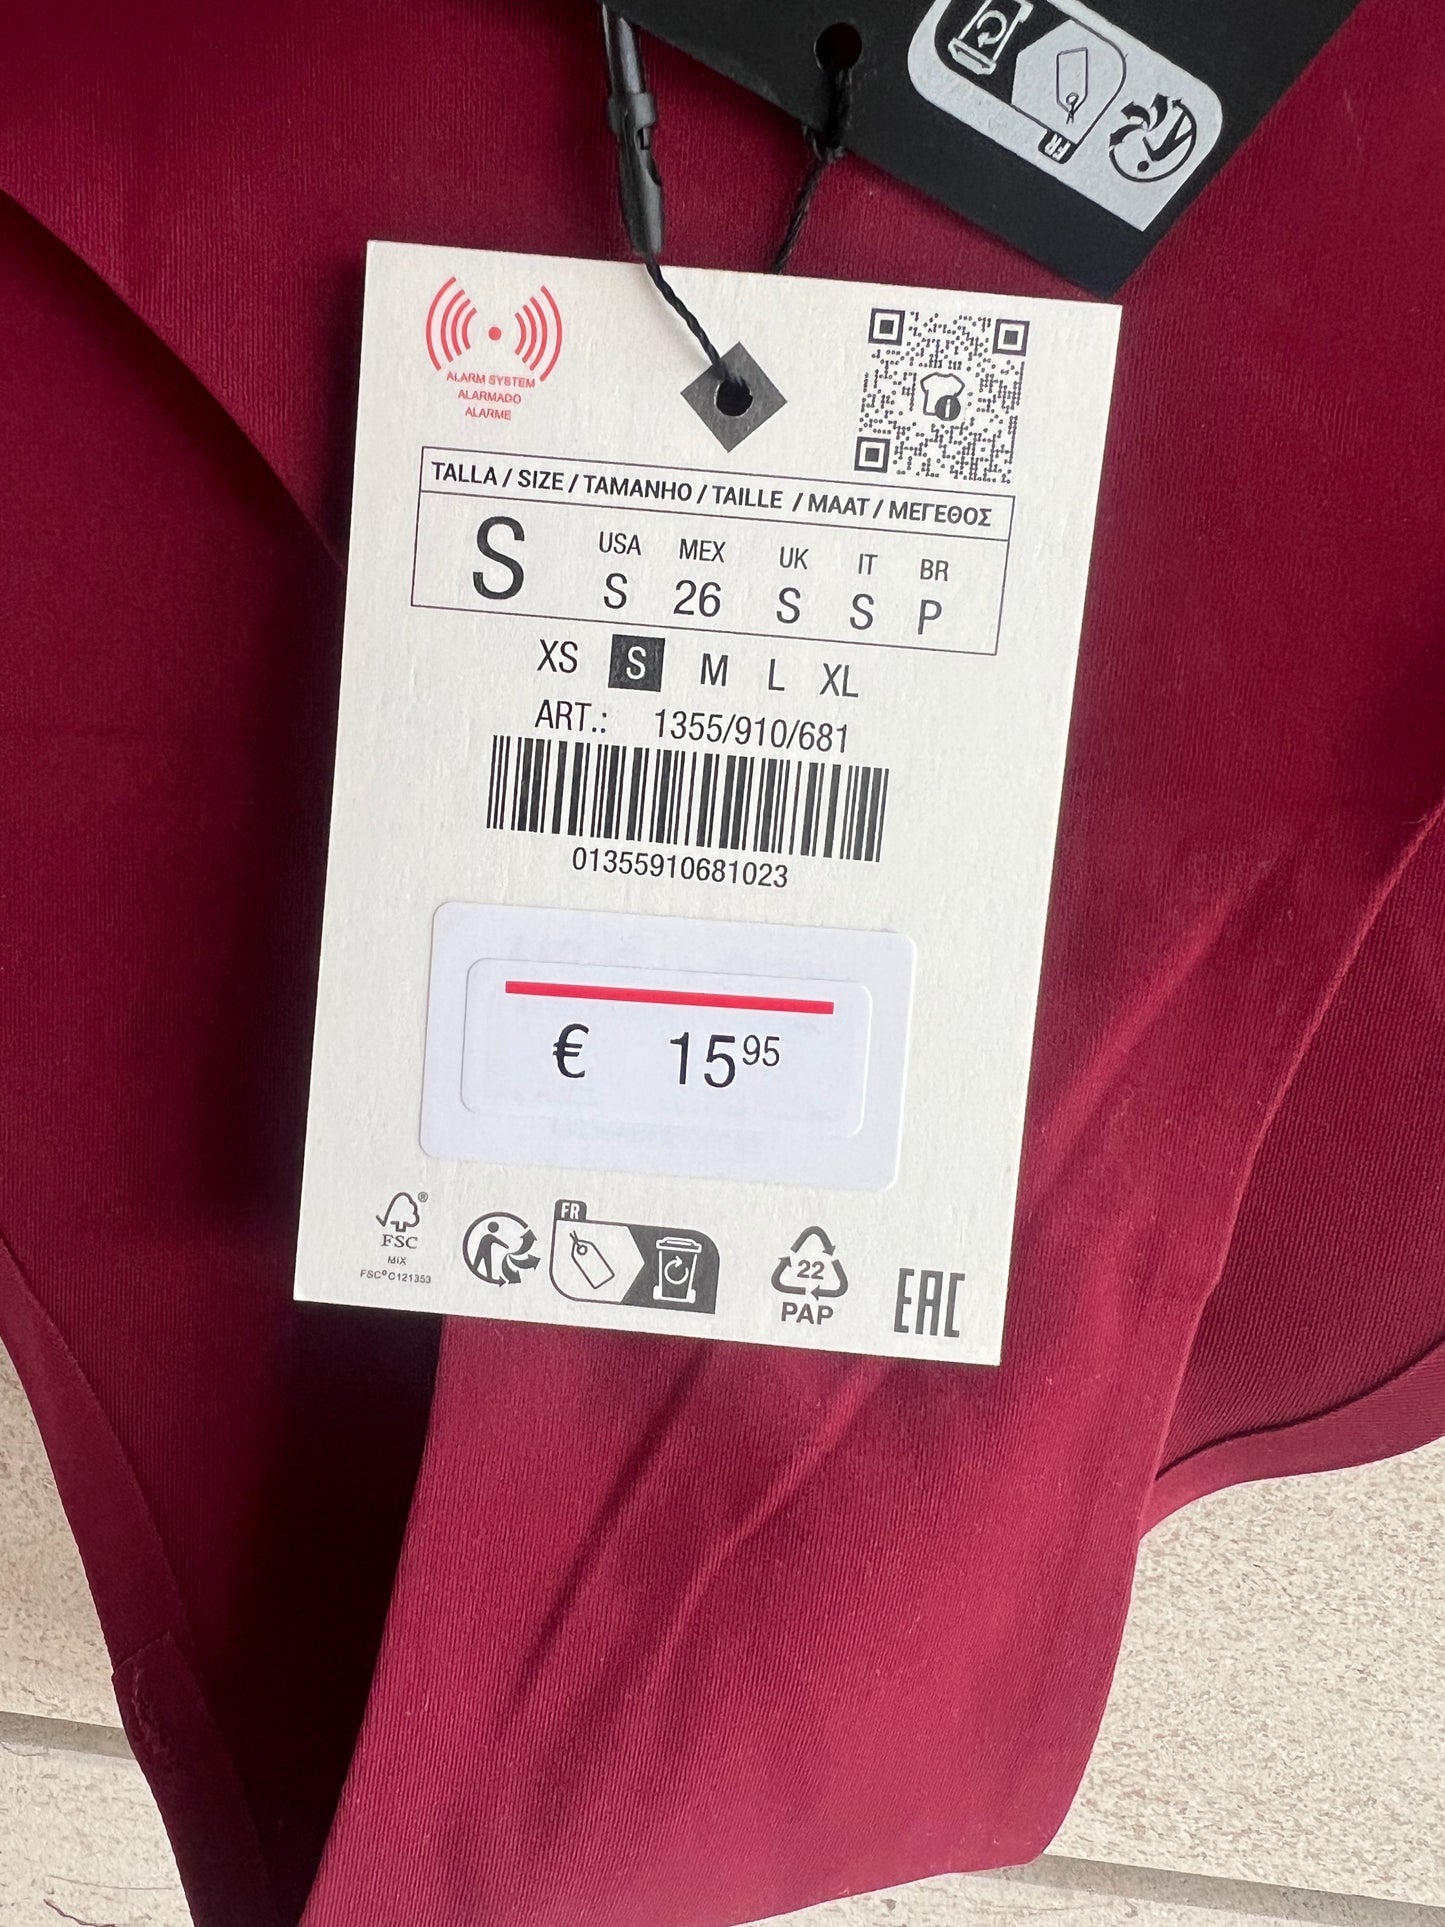 FR
ALARM SYSTEM
ALARMADO
ALARME
TALLA / SIZE / TAMANHO / TAILLE / MAAT / ΜΕΓΕΘΟΣ
S
USA MEX UK IT BR
S 26 S S P
XS S M L XL
ART.: 1355/910/681
01355910681023
€ 15 95
FSC®
MIX
FSC® C121353
FR
22
PAP
EAC